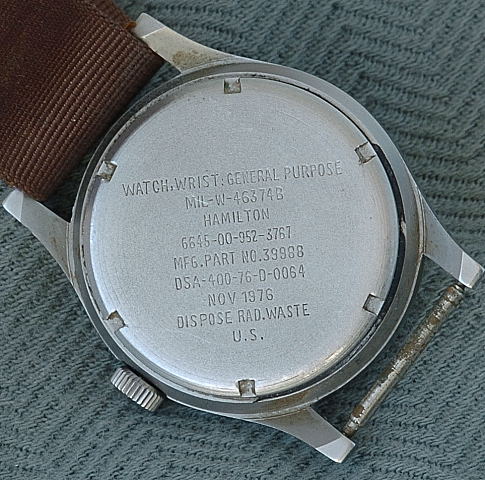 WATCH, WRIST: GENERAL PURPOSE
MIL-W-46374B
HAMILTON
6645-00-952-3767
MFG. PART NO. 39988
DSA-400-76-D-0064
NOV 1976
DISPOSE RAD. WASTE
U.S.